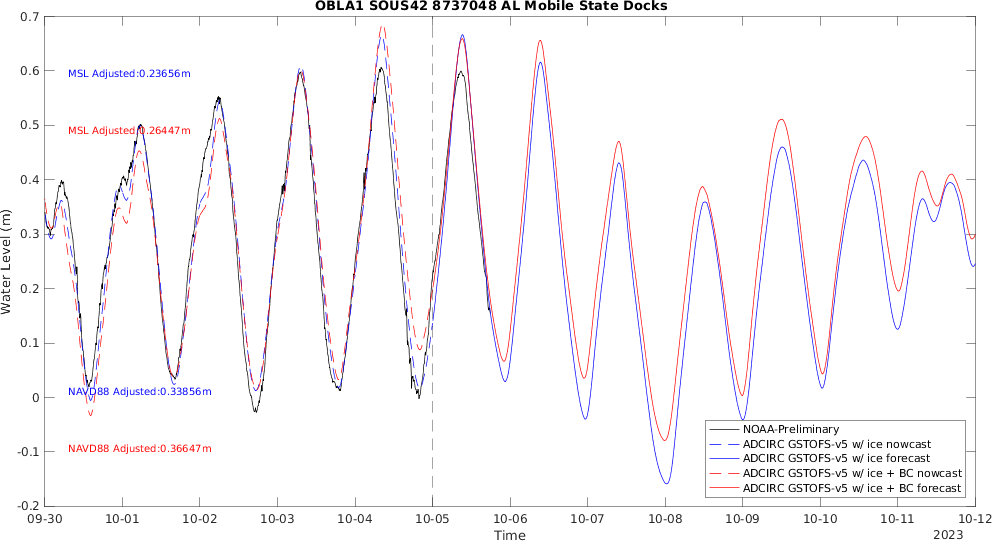 OBLA1 SOUS42 8737048 AL Mobile State Docks
0.7
0.6
0.5
0.4
0.3
0.2
0.1
0
-0.1
-0.2
Water Level (m)
MSL Adjusted:0.23656m
MSL Adjusted:0.26447m
NAVD88 Adjusted:0.33856m
NAVD88 Adjusted:0.36647m
NOAA-Preliminary
ADCIRC GSTOFS-v5 w/ ice nowcast
ADCIRC GSTOFS-v5 w/ ice forecast
ADCIRC GSTOFS-v5 w/ ice + BC nowcast
ADCIRC GSTOFS-v5 w/ ice + BC forecast
09-30 10-01 10-02 10-03 10-04 10-05 10-06 10-07 10-08 10-09 10-10 10-11 10-12
Time
2023